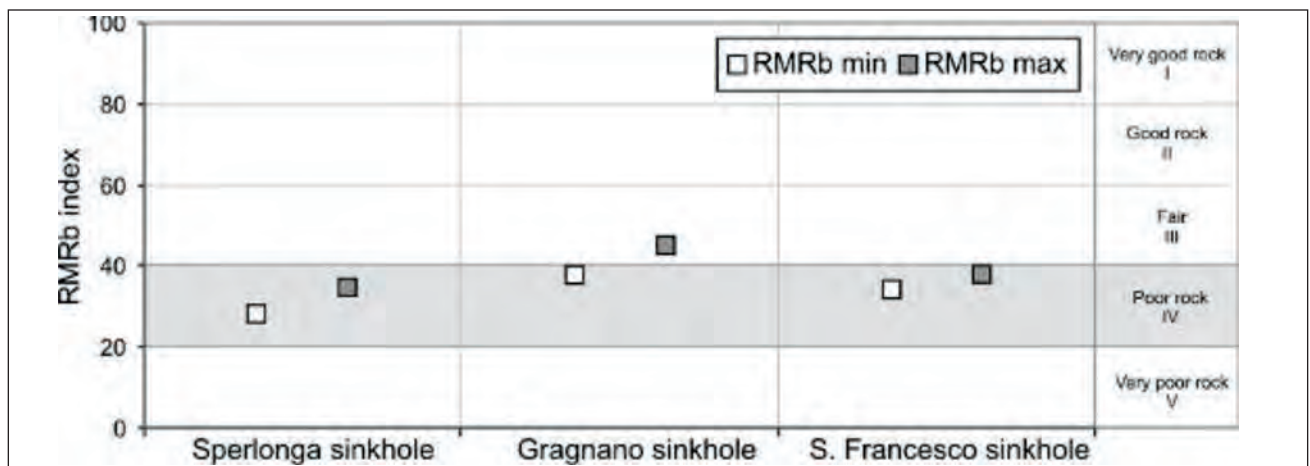 100
80
60
40
20
0
RMRb index
RMRb min RMRb max
Very good rock
I
Good rock
II
Fair
III
Poor rock
IV
Very poor rock
V
Sperlonga sinkhole Gragnano sinkhole S. Francesco sinkhole